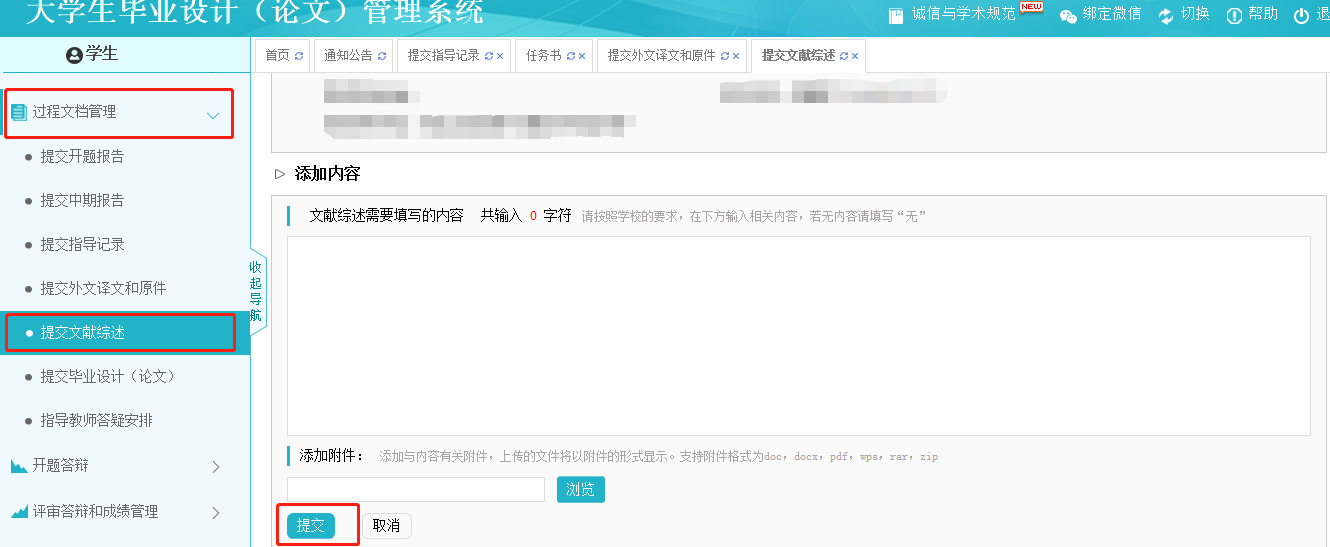 大学生毕业设计（论文）管理系统
诚信与学术规范 NEW 绑定微信 切换 帮助 退
学生
首页 通知公告 提交指导记录 任务书 提交外文译文和原件 提交文献综述
过程文档管理
提交开题报告
提交中期报告
提交指导记录
提交外文译文和原件
提交文献综述
提交毕业设计（论文）
指导教师答疑安排
开题答辩
评审答辩和成绩管理
收起导航
添加内容
文献综述需要填写的内容 共输入 0 字符 请按照学校的要求，在下方输入相关内容，若无内容请填写“无”
添加附件： 添加与内容有关附件，上传的文件将以附件的形式显示。支持附件格式为doc，docx，pdf，wps，rar，zip
浏览
提交 取消